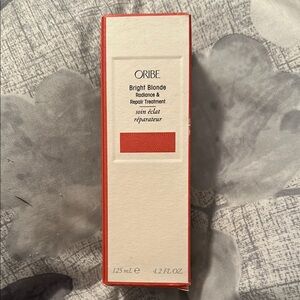 ORIBE
Bright Blonde
Radiance &
Repair Treatment
soin éclat
réparateur
125 mL ℮ 4.2 FL. OZ.